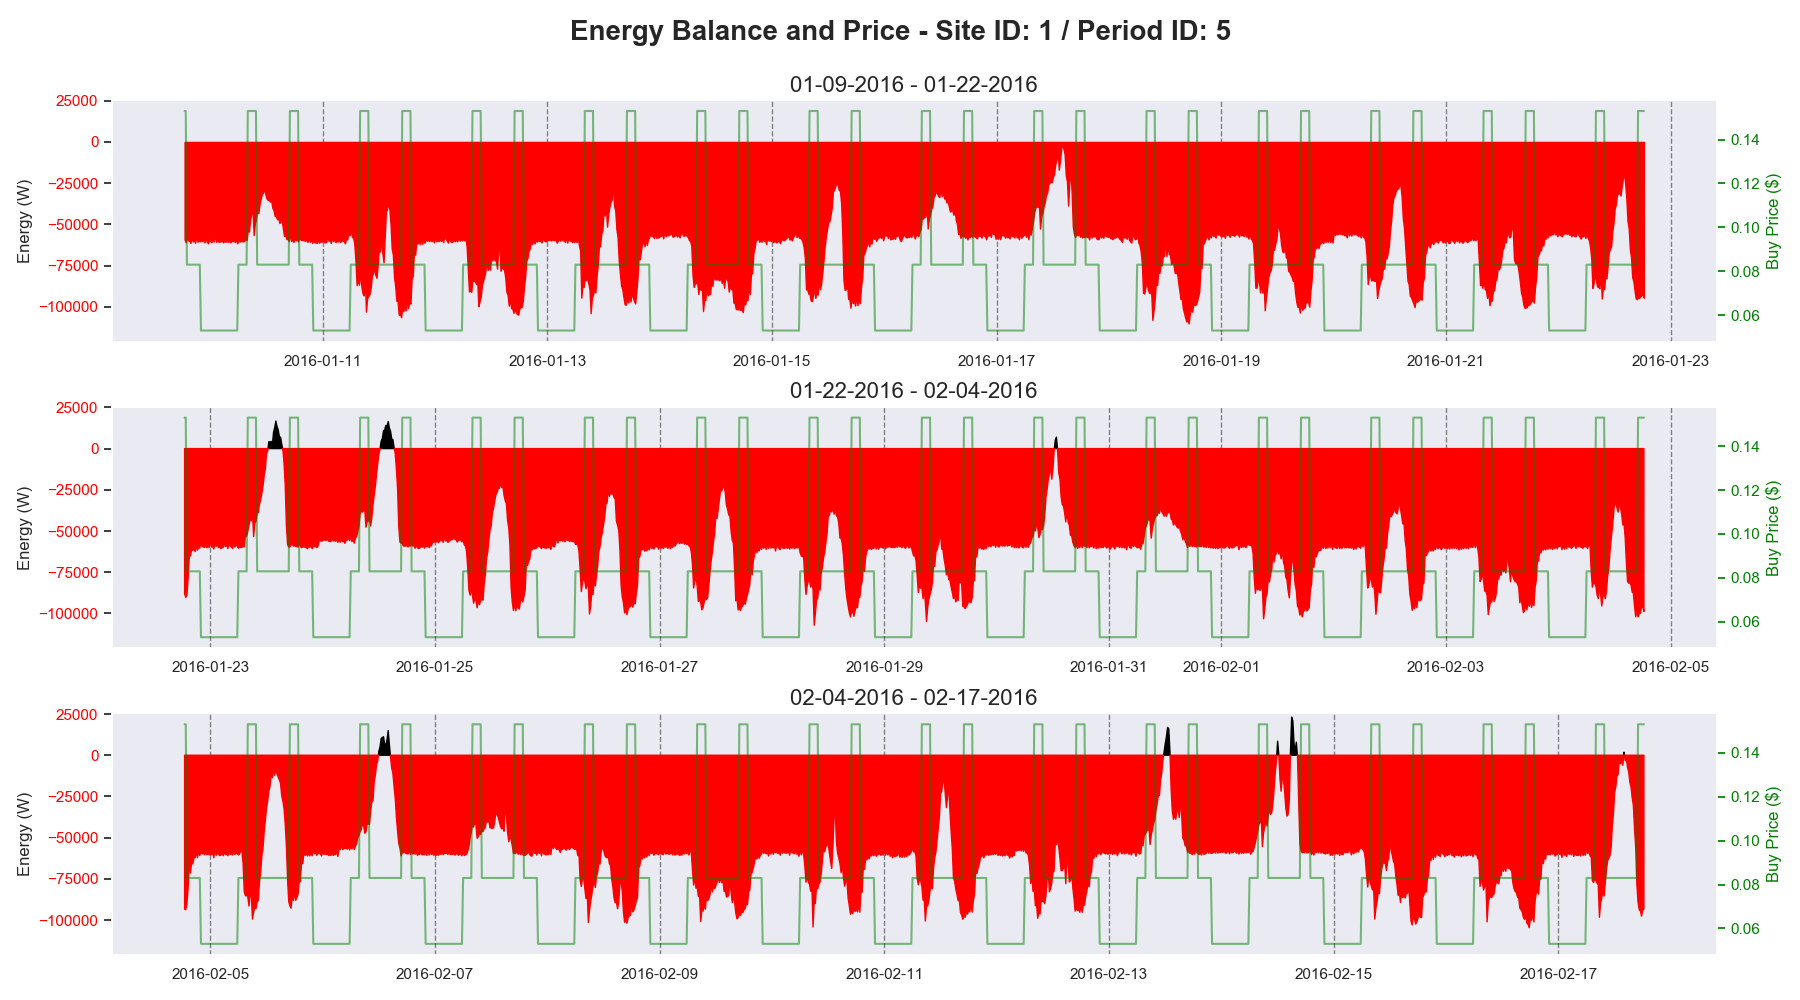 Energy Balance and Price - Site ID: 1 / Period ID: 5
01-09-2016 - 01-22-2016
Energy (W)
25000
0
−25000
−50000
−75000
−100000
0.14
0.12
0.10
0.08
0.06
Buy Price ($)
2016-01-11 2016-01-13 2016-01-15 2016-01-17 2016-01-19 2016-01-21 2016-01-23
01-22-2016 - 02-04-2016
Energy (W)
25000
0
−25000
−50000
−75000
−100000
0.14
0.12
0.10
0.08
0.06
Buy Price ($)
2016-01-23 2016-01-25 2016-01-27 2016-01-29 2016-01-31 2016-02-01 2016-02-03 2016-02-05
02-04-2016 - 02-17-2016
Energy (W)
25000
0
−25000
−50000
−75000
−100000
0.14
0.12
0.10
0.08
0.06
Buy Price ($)
2016-02-05 2016-02-07 2016-02-09 2016-02-11 2016-02-13 2016-02-15 2016-02-17